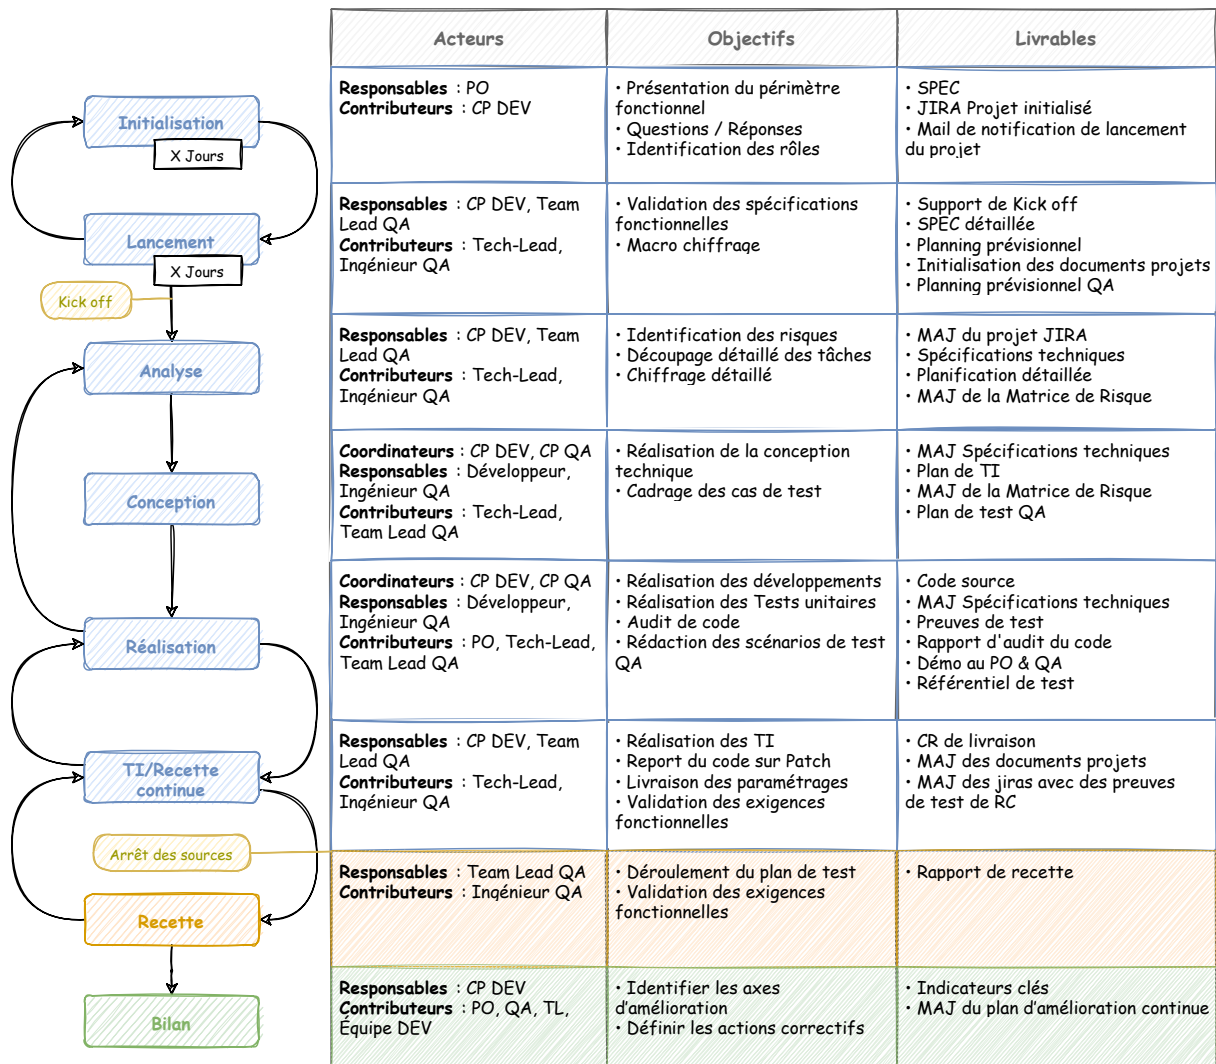 Acteurs
Objectifs
Livrables
Initialisation
X Jours
Responsables : PO
Contributeurs : CP DEV
• Présentation du périmètre
fonctionnel
• Questions / Réponses
• Identification des rôles
• SPEC
• JIRA Projet initialisé
• Mail de notification de lancement
du projet
Lancement
X Jours
Responsables : CP DEV, Team
Lead QA
Contributeurs : Tech-Lead,
Ingénieur QA
• Validation des spécifications
fonctionnelles
• Macro chiffrage
• Support de Kick off
• SPEC détaillée
• Planning prévisionnel
• Initialisation des documents projets
• Planning prévisionnel QA
Kick off
Analyse
Responsables : CP DEV, Team
Lead QA
Contributeurs : Tech-Lead,
Ingénieur QA
• Identification des risques
• Découpage détaillé des tâches
• Chiffrage détaillé
• MAJ du projet JIRA
• Spécifications techniques
• Planification détaillée
• MAJ de la Matrice de Risque
Conception
Coordinateurs : CP DEV, CP QA
Responsables : Développeur,
Ingénieur QA
Contributeurs : Tech-Lead,
Team Lead QA
• Réalisation de la conception
technique
• Cadrage des cas de test
• MAJ Spécifications techniques
• Plan de TI
• MAJ de la Matrice de Risque
• Plan de test QA
Réalisation
Coordinateurs : CP DEV, CP QA
Responsables : Développeur,
Ingénieur QA
Contributeurs : PO, Tech-Lead,
Team Lead QA
• Réalisation des développements
• Réalisation des Tests unitaires
• Audit de code
• Rédaction des scénarios de test
QA
• Code source
• MAJ Spécifications techniques
• Preuves de test
• Rapport d'audit du code
• Démo au PO & QA
• Référentiel de test
TI/Recette
continue
Responsables : CP DEV, Team
Lead QA
Contributeurs : Tech-Lead,
Ingénieur QA
• Réalisation des TI
• Report du code sur Patch
• Livraison des paramétrages
• Validation des exigences
fonctionnelles
• CR de livraison
• MAJ des documents projets
• MAJ des jiras avec des preuves
de test de RC
Arrêt des sources
Recette
Responsables : Team Lead QA
Contributeurs : Ingénieur QA
• Déroulement du plan de test
• Validation des exigences
fonctionnelles
• Rapport de recette
Bilan
Responsables : CP DEV
Contributeurs : PO, QA, TL,
Équipe DEV
• Identifier les axes
d’amélioration
• Définir les actions correctifs
• Indicateurs clés
• MAJ du plan d’amélioration continue